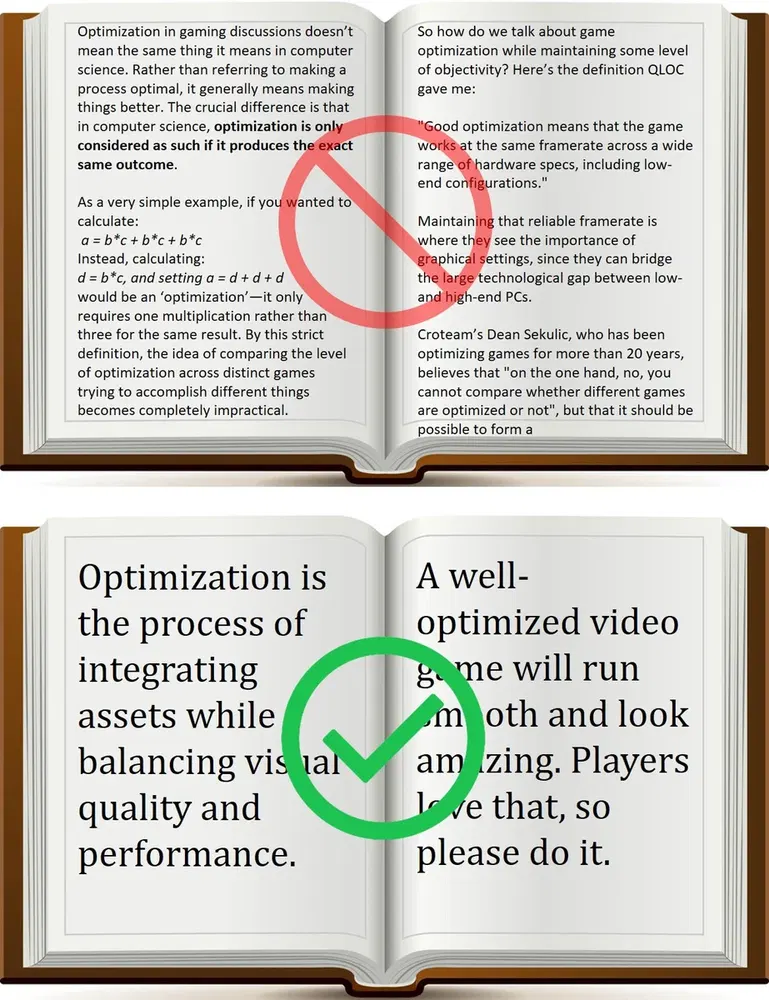 Optimization in gaming discussions doesn’t
mean the same thing it means in computer
science. Rather than referring to making a
process optimal, it generally means making
things better. The crucial difference is that
in computer science, optimization is only
considered as such if it produces the exact
same outcome.
As a very simple example, if you wanted to
calculate:
a = b*c + b*c + b*c
Instead, calculating:
d = b*c, and setting a = d + d + d
would be an ‘optimization’—it only
requires one multiplication rather than
three for the same result. By this strict
definition, the idea of comparing the level
of optimization across distinct games
trying to accomplish different things
becomes completely impractical.
So how do we talk about game
optimization while maintaining some level
of objectivity? Here’s the definition QLOC
gave me:
"Good optimization means that the game
works at the same framerate across a wide
range of hardware specs, including low-
end configurations."
Maintaining that reliable framerate is
where they see the importance of
graphical settings, since they can bridge
the large technological gap between low-
and high-end PCs.
Croteam’s Dean Sekulic, who has been
optimizing games for more than 20 years,
believes that "on the one hand, no, you
cannot compare whether different games
are optimized or not", but that it should be
possible to form a
Optimization is
the process of
integrating
assets while
balancing visual
quality and
performance.
A well-
optimized video
game will run
smooth and look
amazing. Players
love that, so
please do it.